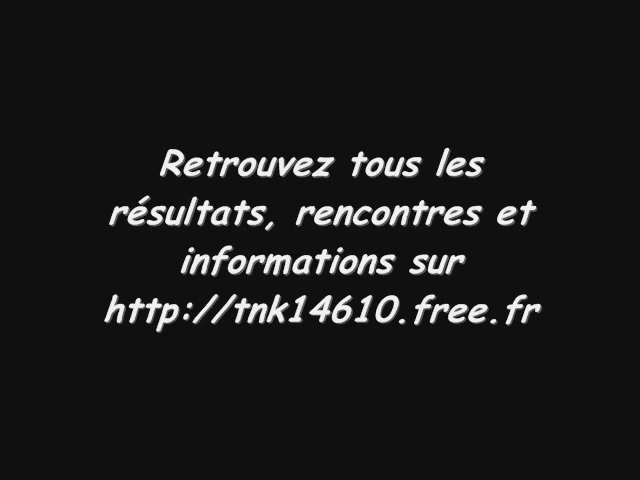 Retrouvez tous les
résultats, rencontres et
informations sur
http://tnk14610.free.fr